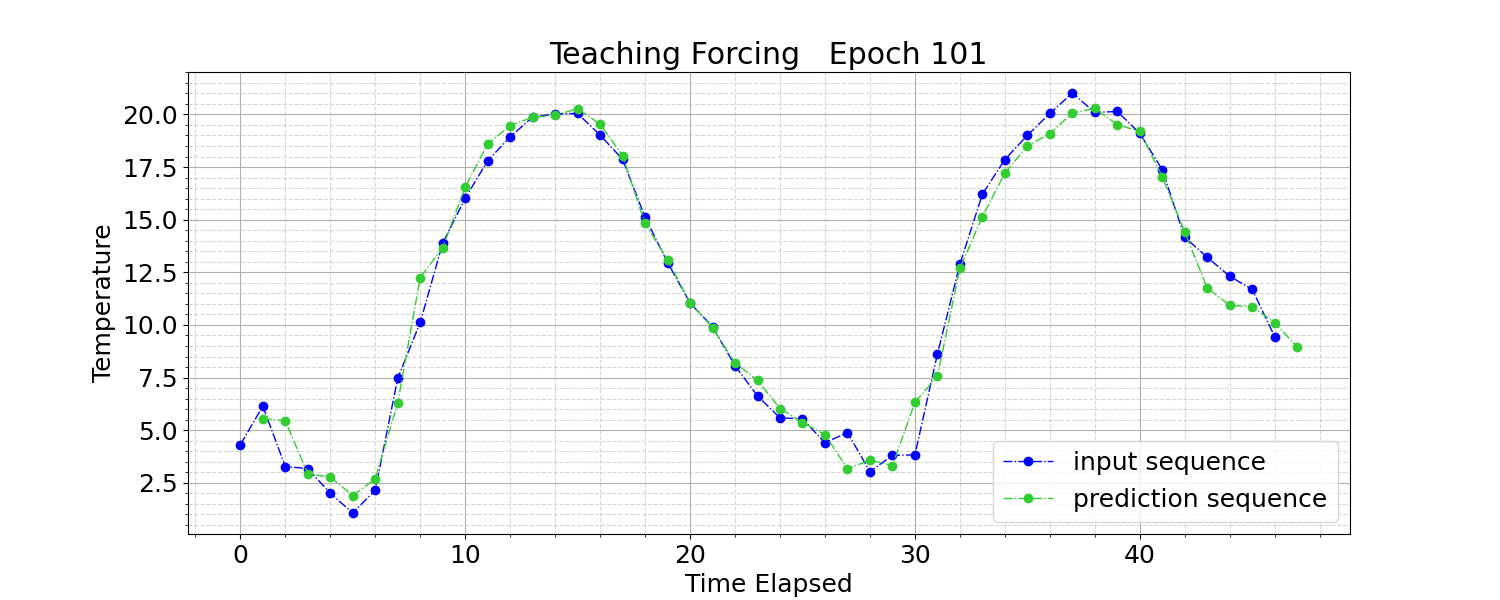 Teaching Forcing   Epoch 101
20.0
17.5
15.0
12.5
10.0
7.5
5.0
2.5
Temperature
0 10 20 30 40
Time Elapsed
input sequence
prediction sequence